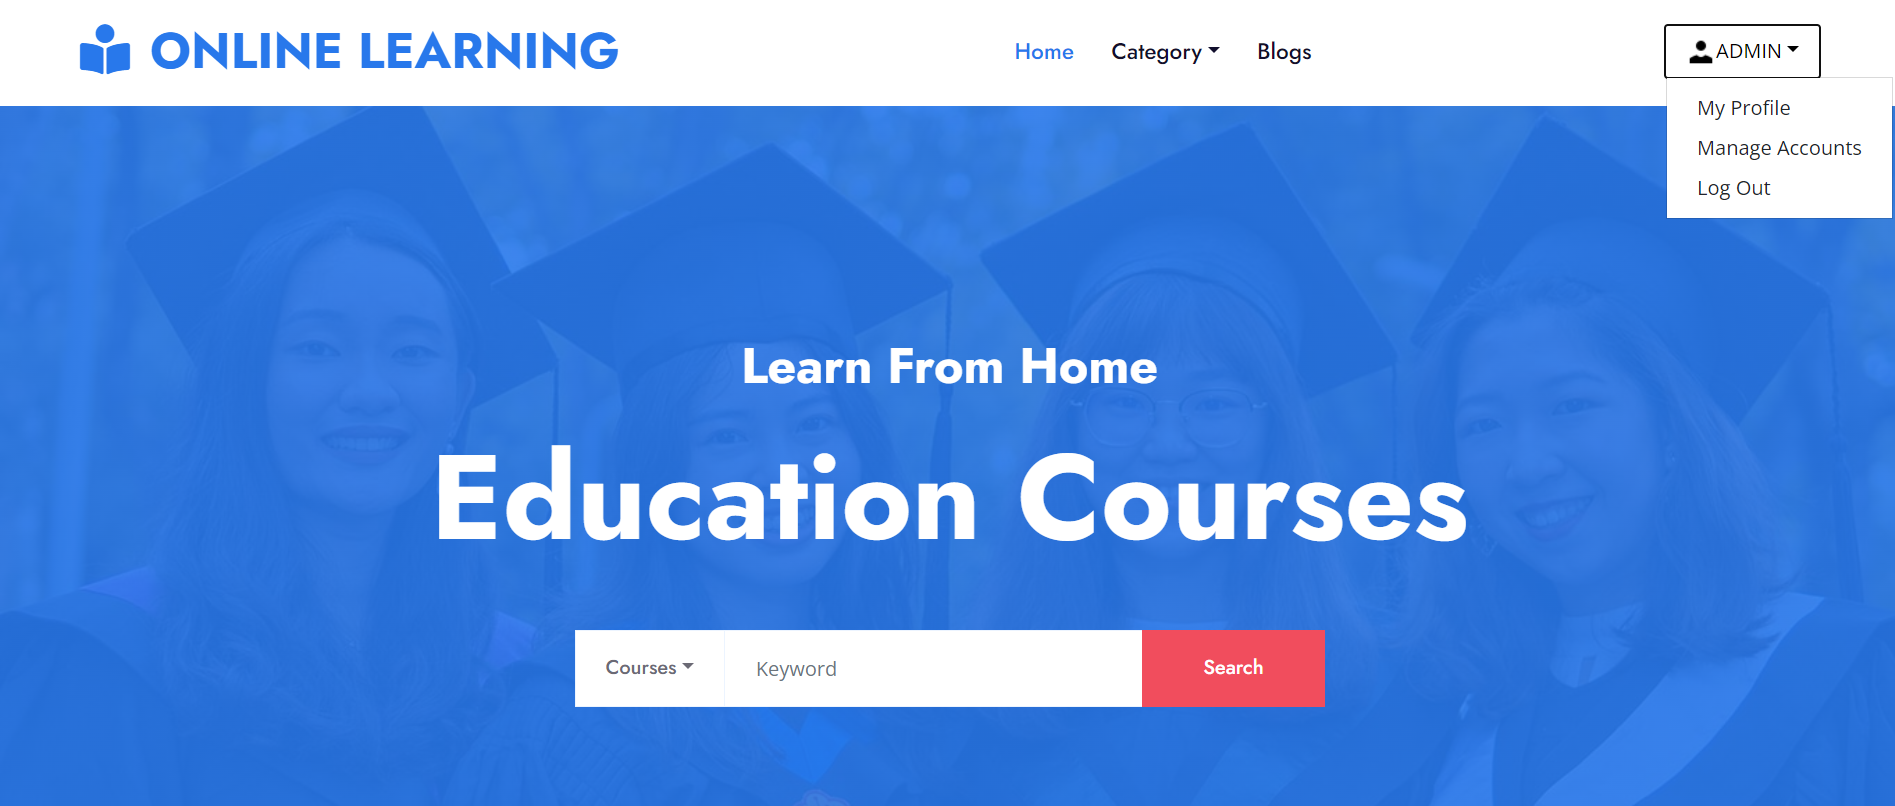 ONLINE LEARNING
Home
Category
Blogs
ADMIN
My Profile
Manage Accounts
Log Out
Learn From Home
Education Courses
Courses
Keyword
Search